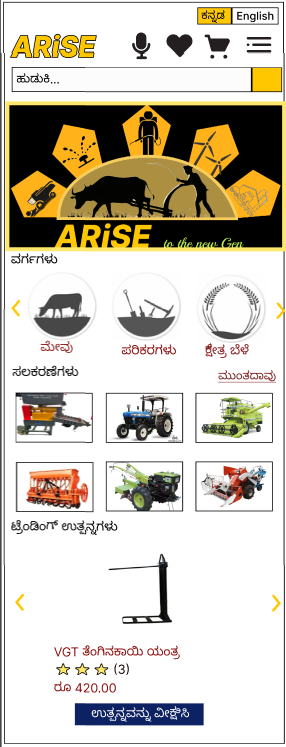 ಕನ್ನಡ English
ARiSE
ಹುಡುಕಿ...
ARiSE to the new Gen
ವರ್ಗಗಳು
ಮೇವು ಪರಿಕರಗಳು ಕ್ಷೇತ್ರ ಬೆಳೆ
ಸಲಕರಣೆಗಳು ಮುಂತದಾವು
ಟ್ರೆಂಡಿಂಗ್ ಉತ್ಪನ್ನಗಳು
VGT ತೆಂಗಿನಕಾಯಿ ಯಂತ್ರ
(3)
ರೂ 420.00
ಉತ್ಪನ್ನವನ್ನು ವೀಕ್ಷಿಸಿ